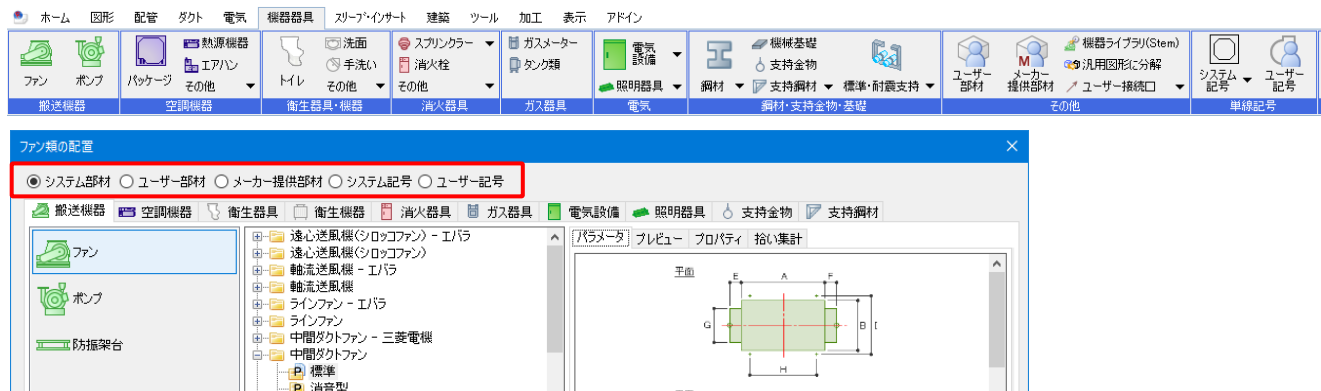 ホーム 図形 配管 ダクト 電気 機器器具 スリーブ・インサート 建築 ツール 加工 表示 アドイン
熱源機器 洗面 スプリンクラー ガスメーター 電気設備 機械基礎 機器ライブラリ(Stem)
エアハン 手洗い 消火栓 タンク類 支持金物 汎用図形に分解
ファン ポンプ パッケージ その他 トイレ その他 その他 照明器具 鋼材 支持鋼材 標準・耐震支持 ユーザー部材 メーカー提供部材 ユーザー接続口 システム記号 ユーザー記号
搬送機器 空調機器 衛生器具・機器 消火器具 ガス器具 電気 鋼材・支持金物・基礎 その他 単線記号
ファン類の配置
システム部材 ユーザー部材 メーカー提供部材 システム記号 ユーザー記号
搬送機器 空調機器 衛生器具 衛生機器 消火器具 ガス器具 電気設備 照明器具 支持金物 支持鋼材
ファン
ポンプ
防振架台
遠心送風機(シロッコファン) - エバラ
遠心送風機(シロッコファン)
軸流送風機 - エバラ
軸流送風機
ラインファン - エバラ
ラインファン
中間ダクトファン - 三菱電機
中間ダクトファン
標準
消音型
パラメータ プレビュー プロパティ 拾い集計
平面
E A F
G B I
H